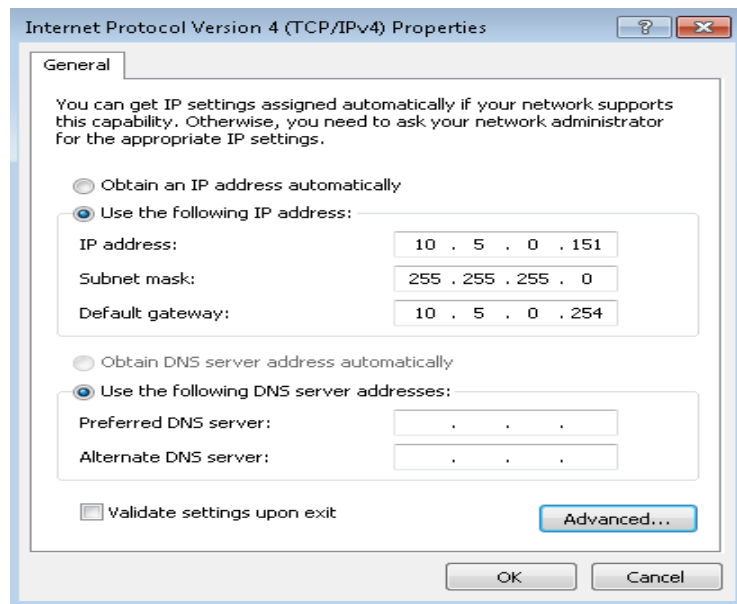 Internet Protocol Version 4 (TCP/IPv4) Properties
General
You can get IP settings assigned automatically if your network supports
this capability. Otherwise, you need to ask your network administrator
for the appropriate IP settings.
Obtain an IP address automatically
Use the following IP address:
IP address: 10 . 5 . 0 . 151
Subnet mask: 255 . 255 . 255 . 0
Default gateway: 10 . 5 . 0 . 254
Obtain DNS server address automatically
Use the following DNS server addresses:
Preferred DNS server: . . .
Alternate DNS server: . . .
Validate settings upon exit
Advanced...
OK Cancel